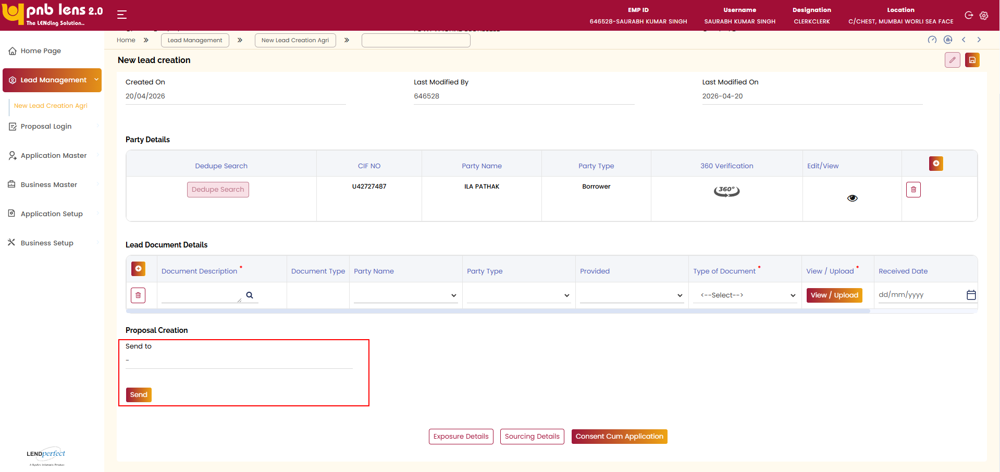 pnb lens 2.0
The LENding Solution..
EMP ID
646528-SAURABH KUMAR SINGH
Username
SAURABH KUMAR SINGH
Designation
CLERKCLERK
Location
C/CHEST, MUMBAI WORLI SEA FACE
Home » Lead Management » New Lead Creation Agri »
Home Page
Lead Management
New Lead Creation Agri
Proposal Login
Application Master
Business Master
Application Setup
Business Setup
LENDperfect
A SysArc Infomatix Product
New lead creation
Created On
20/04/2026
Last Modified By
646528
Last Modified On
2026-04-20
Party Details
Dedupe Search CIF NO Party Name Party Type 360 Verification Edit/View
Dedupe Search U42727487 ILA PATHAK Borrower 360°
Lead Document Details
Document Description * Document Type Party Name Party Type Provided Type of Document * View / Upload * Received Date
<--Select--> View / Upload dd/mm/yyyy
Proposal Creation
Send to
-
Send
Exposure Details Sourcing Details Consent Cum Application